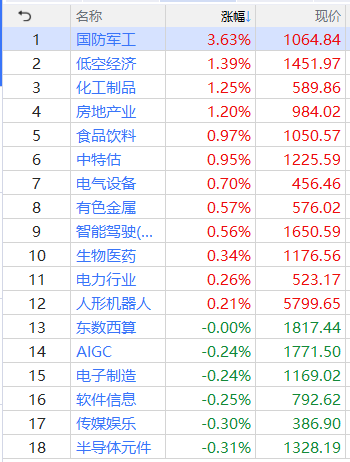 名称 涨幅↓ 现价
1 国防军工 3.63% 1064.84
2 低空经济 1.39% 1451.97
3 化工制品 1.25% 589.86
4 房地产业 1.20% 984.02
5 食品饮料 0.97% 1050.57
6 中特估 0.95% 1225.59
7 电气设备 0.70% 456.46
8 有色金属 0.57% 576.02
9 智能驾驶(... 0.56% 1650.59
10 生物医药 0.34% 1176.56
11 电力行业 0.26% 523.17
12 人形机器人 0.21% 5799.65
13 东数西算 -0.00% 1817.44
14 AIGC -0.24% 1771.50
15 电子制造 -0.24% 1169.02
16 软件信息 -0.25% 792.62
17 传媒娱乐 -0.30% 386.90
18 半导体元件 -0.31% 1328.19